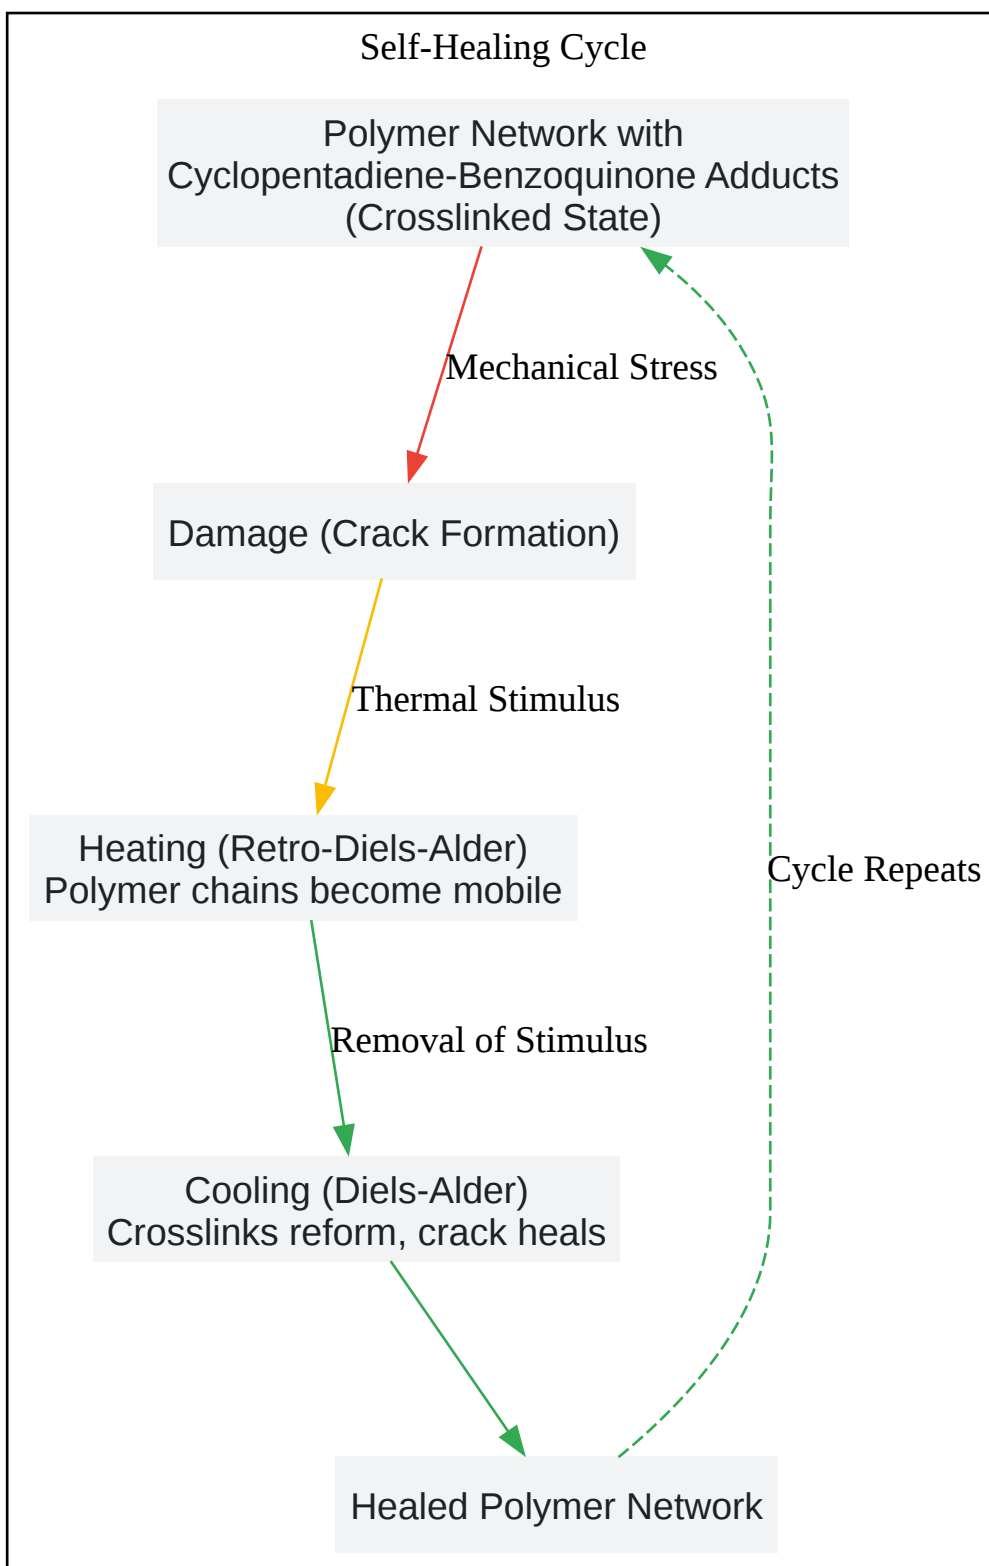 Self-Healing Cycle
Polymer Network with
Cyclopentadiene-Benzoquinone Adducts
(Crosslinked State)
Mechanical Stress
Damage (Crack Formation)
Thermal Stimulus
Heating (Retro-Diels-Alder)
Polymer chains become mobile
Cycle Repeats
Removal of Stimulus
Cooling (Diels-Alder)
Crosslinks reform, crack heals
Healed Polymer Network